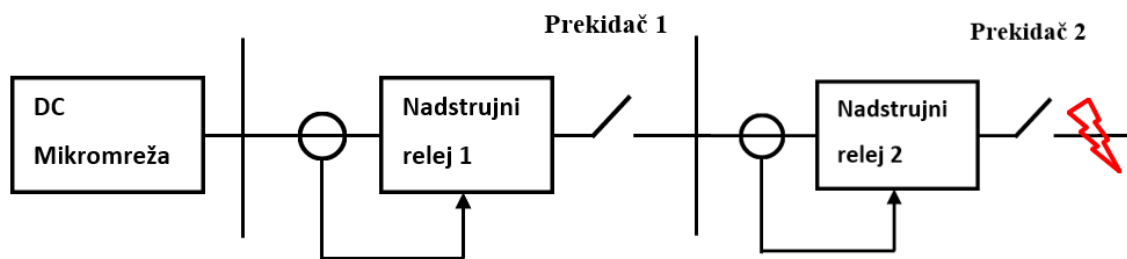 Prekidač 1
Prekidač 2
DC
Mikromreža
Nadstrujni
relej 1
Nadstrujni
relej 2